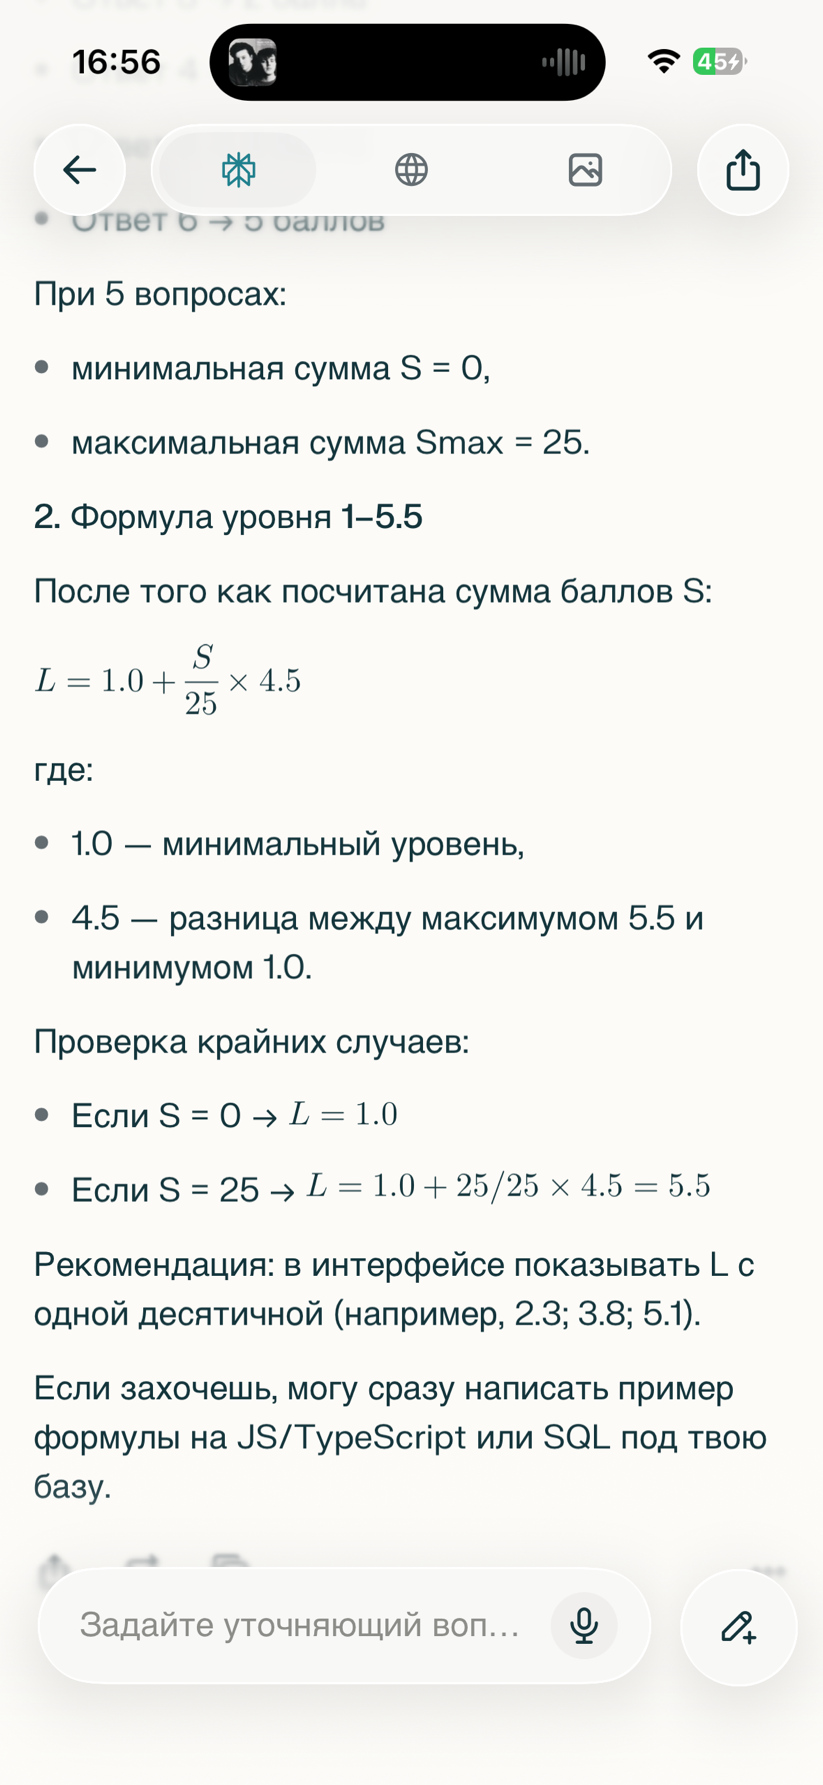 16:56
45
Ответ 6 → 5 баллов
При 5 вопросах:
• минимальная сумма S = 0,
• максимальная сумма Smax = 25.
2. Формула уровня 1–5.5
После того как посчитана сумма баллов S:
L = 1.0 + S/25 × 4.5
где:
• 1.0 — минимальный уровень,
• 4.5 — разница между максимумом 5.5 и
минимумом 1.0.
Проверка крайних случаев:
• Если S = 0 → L = 1.0
• Если S = 25 → L = 1.0 + 25/25 × 4.5 = 5.5
Рекомендация: в интерфейсе показывать L с
одной десятичной (например, 2.3; 3.8; 5.1).
Если захочешь, могу сразу написать пример
формулы на JS/TypeScript или SQL под твою
базу.
Задайте уточняющий воп...